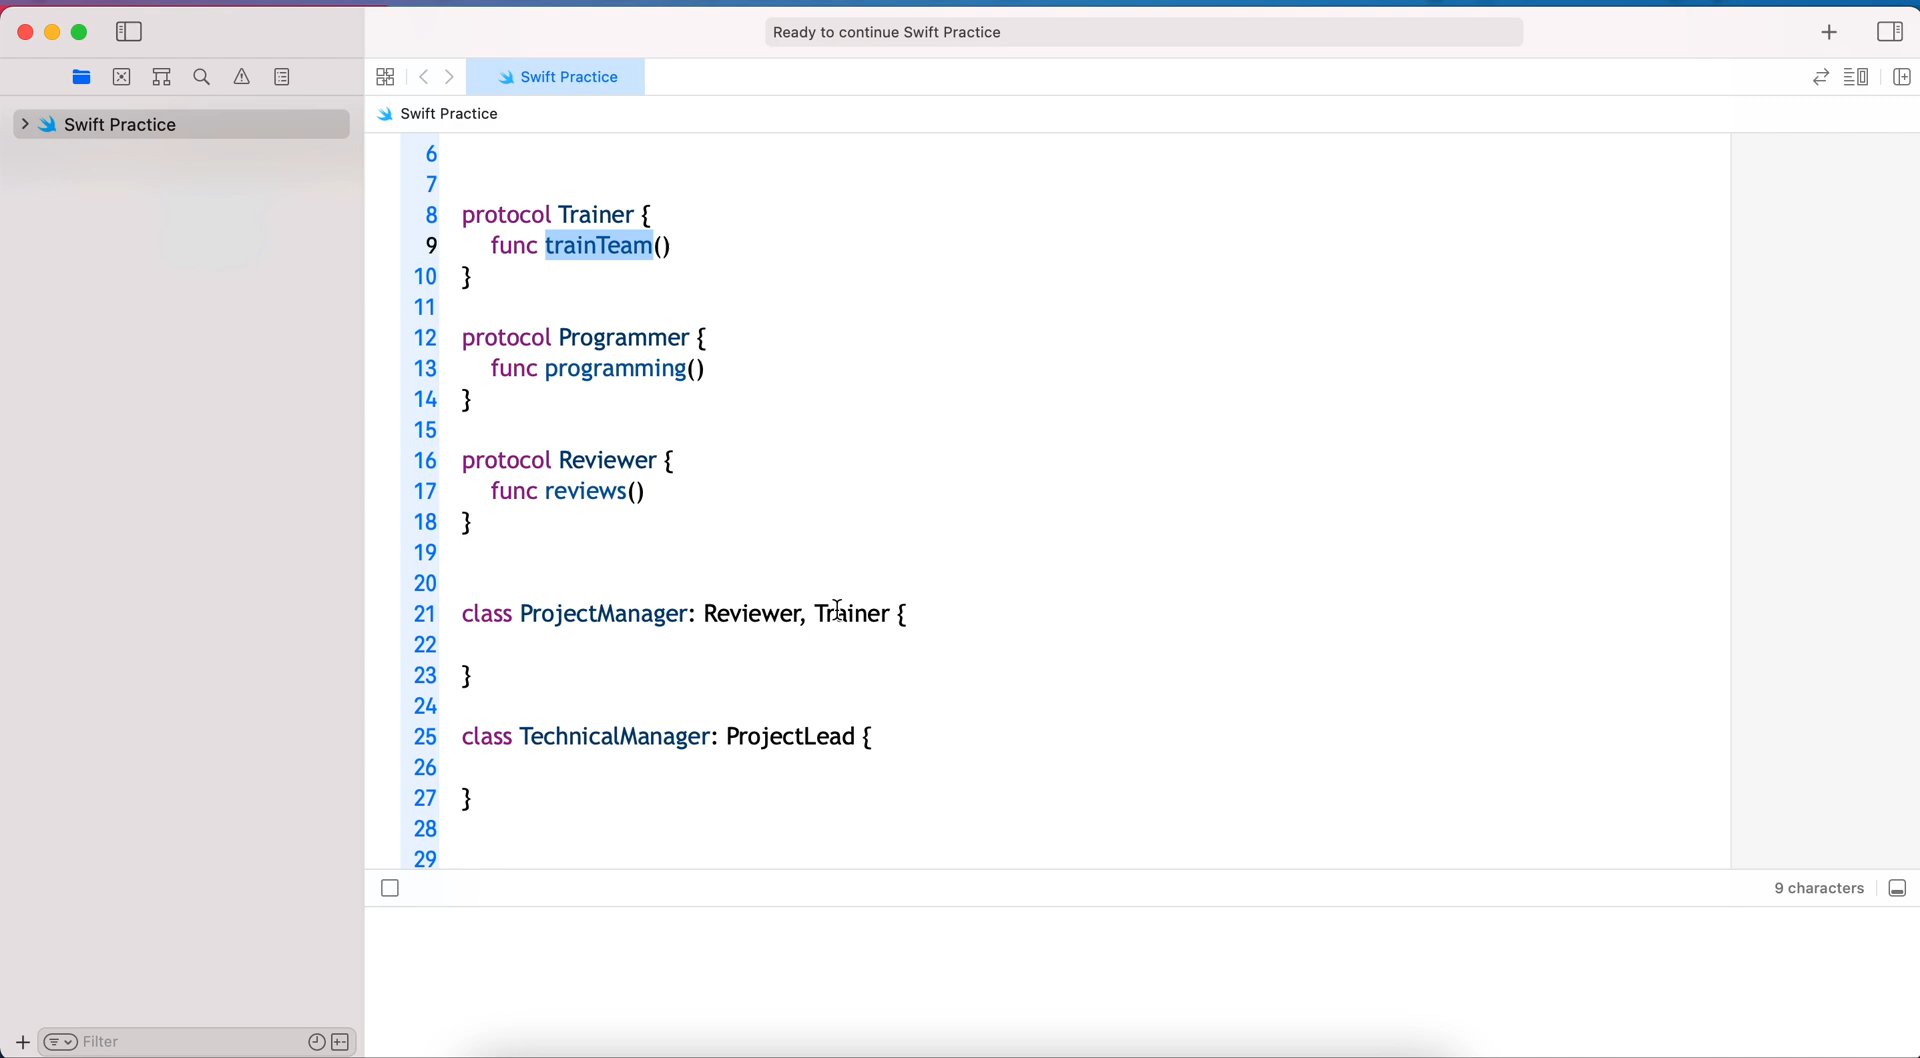 Ready to continue Swift Practice
Swift Practice
Swift Practice
Swift Practice
6
7
8 protocol Trainer {
9 func trainTeam()
10 }
11
12 protocol Programmer {
13 func programming()
14 }
15
16 protocol Reviewer {
17 func reviews()
18 }
19
20
21 class ProjectManager: Reviewer, Trainer {
22
23 }
24
25 class TechnicalManager: ProjectLead {
26
27 }
28
29
9 characters
Filter